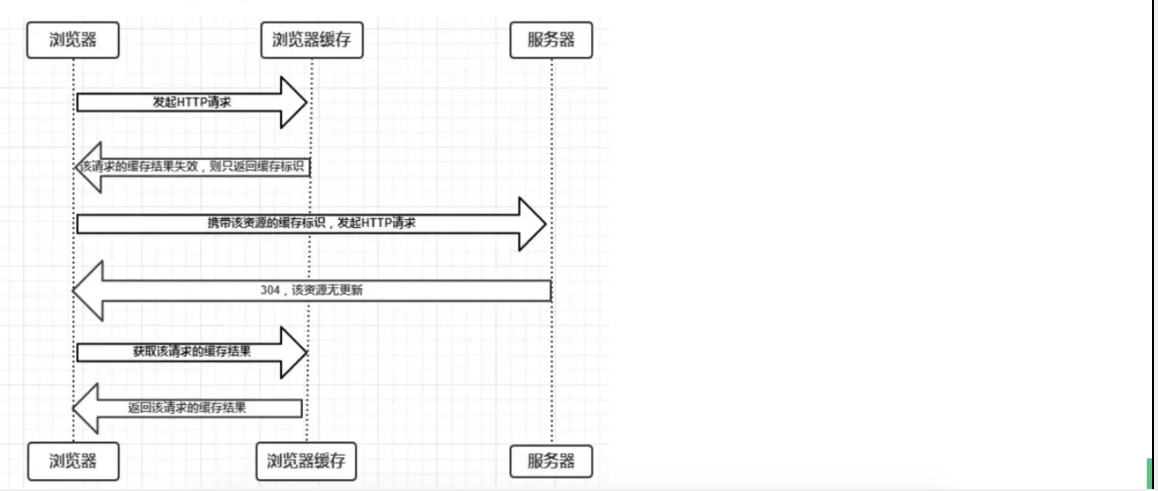 浏览器
浏览器缓存
服务器
发起HTTP请求
该请求的缓存结果失效，则只返回缓存标识
携带该资源的缓存标识，发起HTTP请求
304，该资源无更新
获取该请求的缓存结果
返回该请求的缓存结果
浏览器
浏览器缓存
服务器